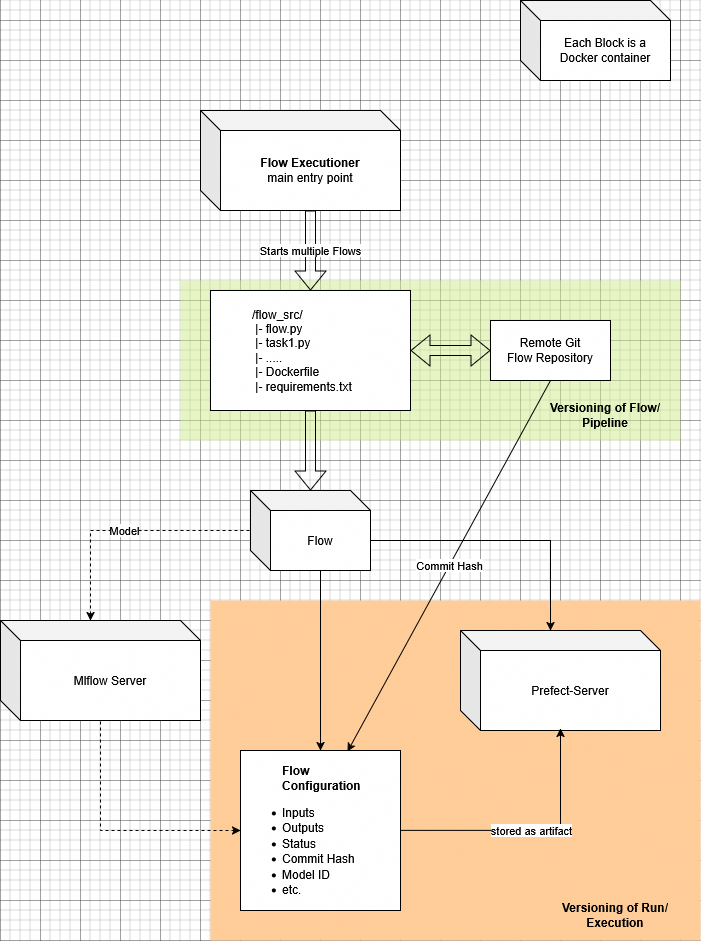 Each Block is a
Docker container
Flow Executioner
main entry point
Starts multiple Flows
/flow_src/
|- flow.py
|- task1.py
|- .....
|- Dockerfile
|- requirements.txt
Remote Git
Flow Repository
Versioning of Flow/
Pipeline
Model
Flow
Commit Hash
Mlflow Server
Prefect-Server
Flow
Configuration
• Inputs
• Outputs
• Status
• Commit Hash
• Model ID
• etc.
stored as artifact
Versioning of Run/
Execution